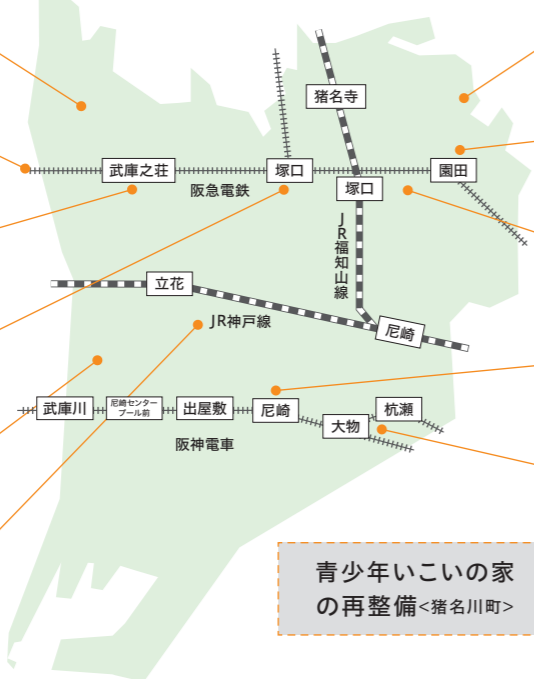 猪名寺
武庫之荘
塚口
園田
阪急電鉄
塚口
JR福知山線
立花
JR神戸線
尼崎
武庫川
尼崎センター
プール前
出屋敷
尼崎
杭瀬
大物
阪神電車
青少年いこいの家
の再整備<猪名川町>